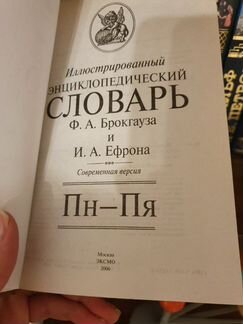 Иллюстрированный
ЭНЦИКЛОПЕДИЧЕСКИЙ
СЛОВАРЬ
Ф. А. Брокгауза
и
И. А. Ефрона
Современная версия
Пн—Пя
Москва
ЭКСМО
2006